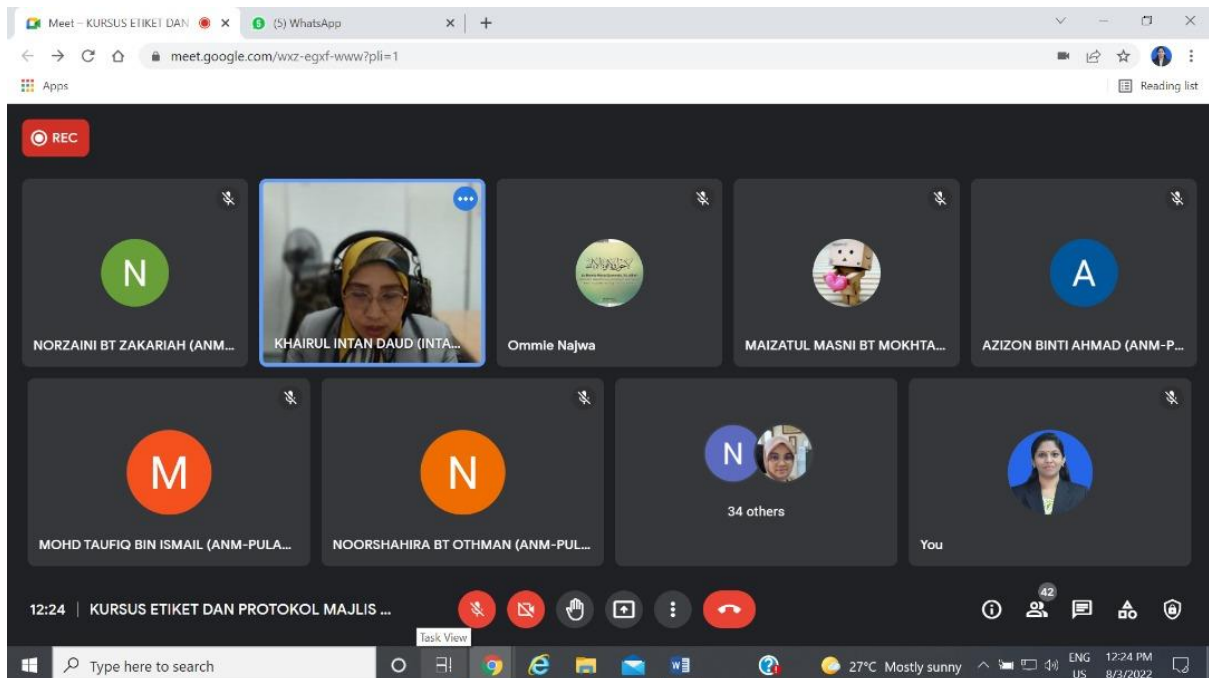 Meet – KURSUS ETIKET DAN
(5) WhatsApp
meet.google.com/wxz-egxf-www?pli=1
Apps
Reading list
REC
N
NORZAINI BT ZAKARIAH (ANM...
KHAIRUL INTAN DAUD (INTA...
Ommie Najwa
MAIZATUL MASNI BT MOKHTA...
A
AZIZON BINTI AHMAD (ANM-P...
M
MOHD TAUFIQ BIN ISMAIL (ANM-PULA...
N
NOORSHAHIRA BT OTHMAN (ANM-PUL...
N
34 others
You
12:24 | KURSUS ETIKET DAN PROTOKOL MAJLIS ...
42
Task View
Type here to search
27°C Mostly sunny
ENG
US
12:24 PM
8/3/2022